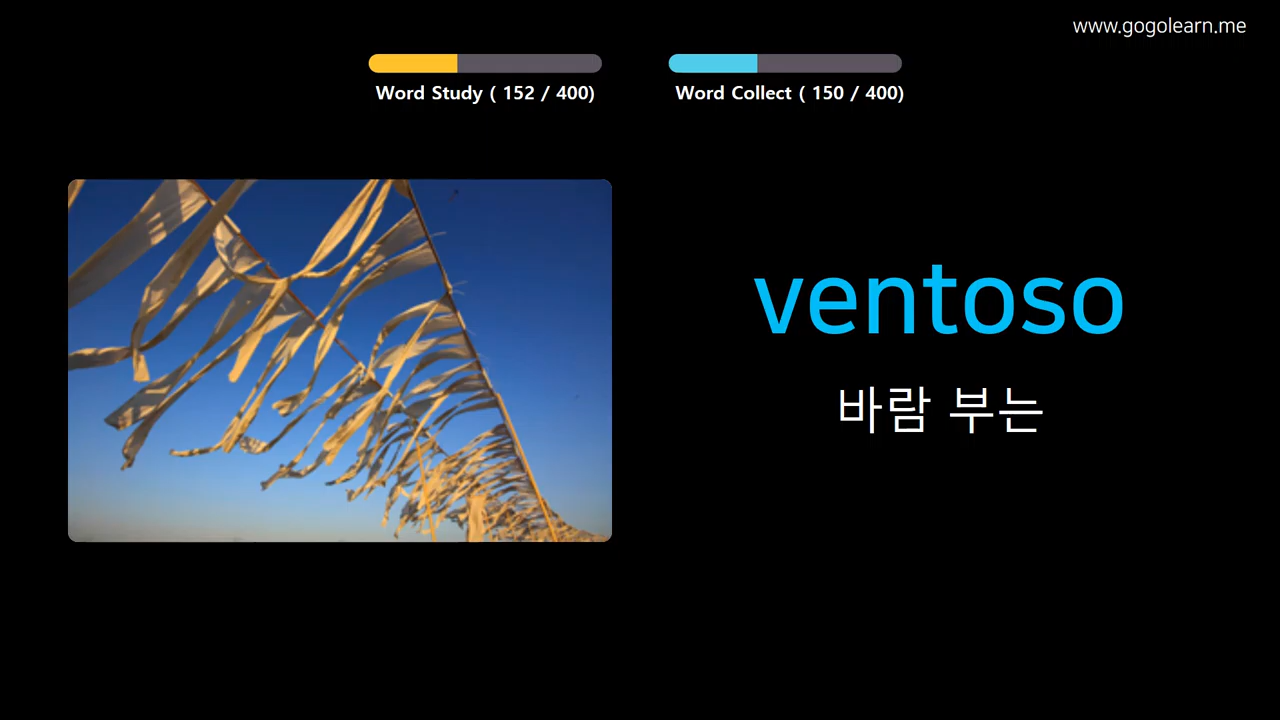 www.gogolearn.me
Word Study ( 152 / 400)
Word Collect ( 150 / 400)
ventoso
바람 부는